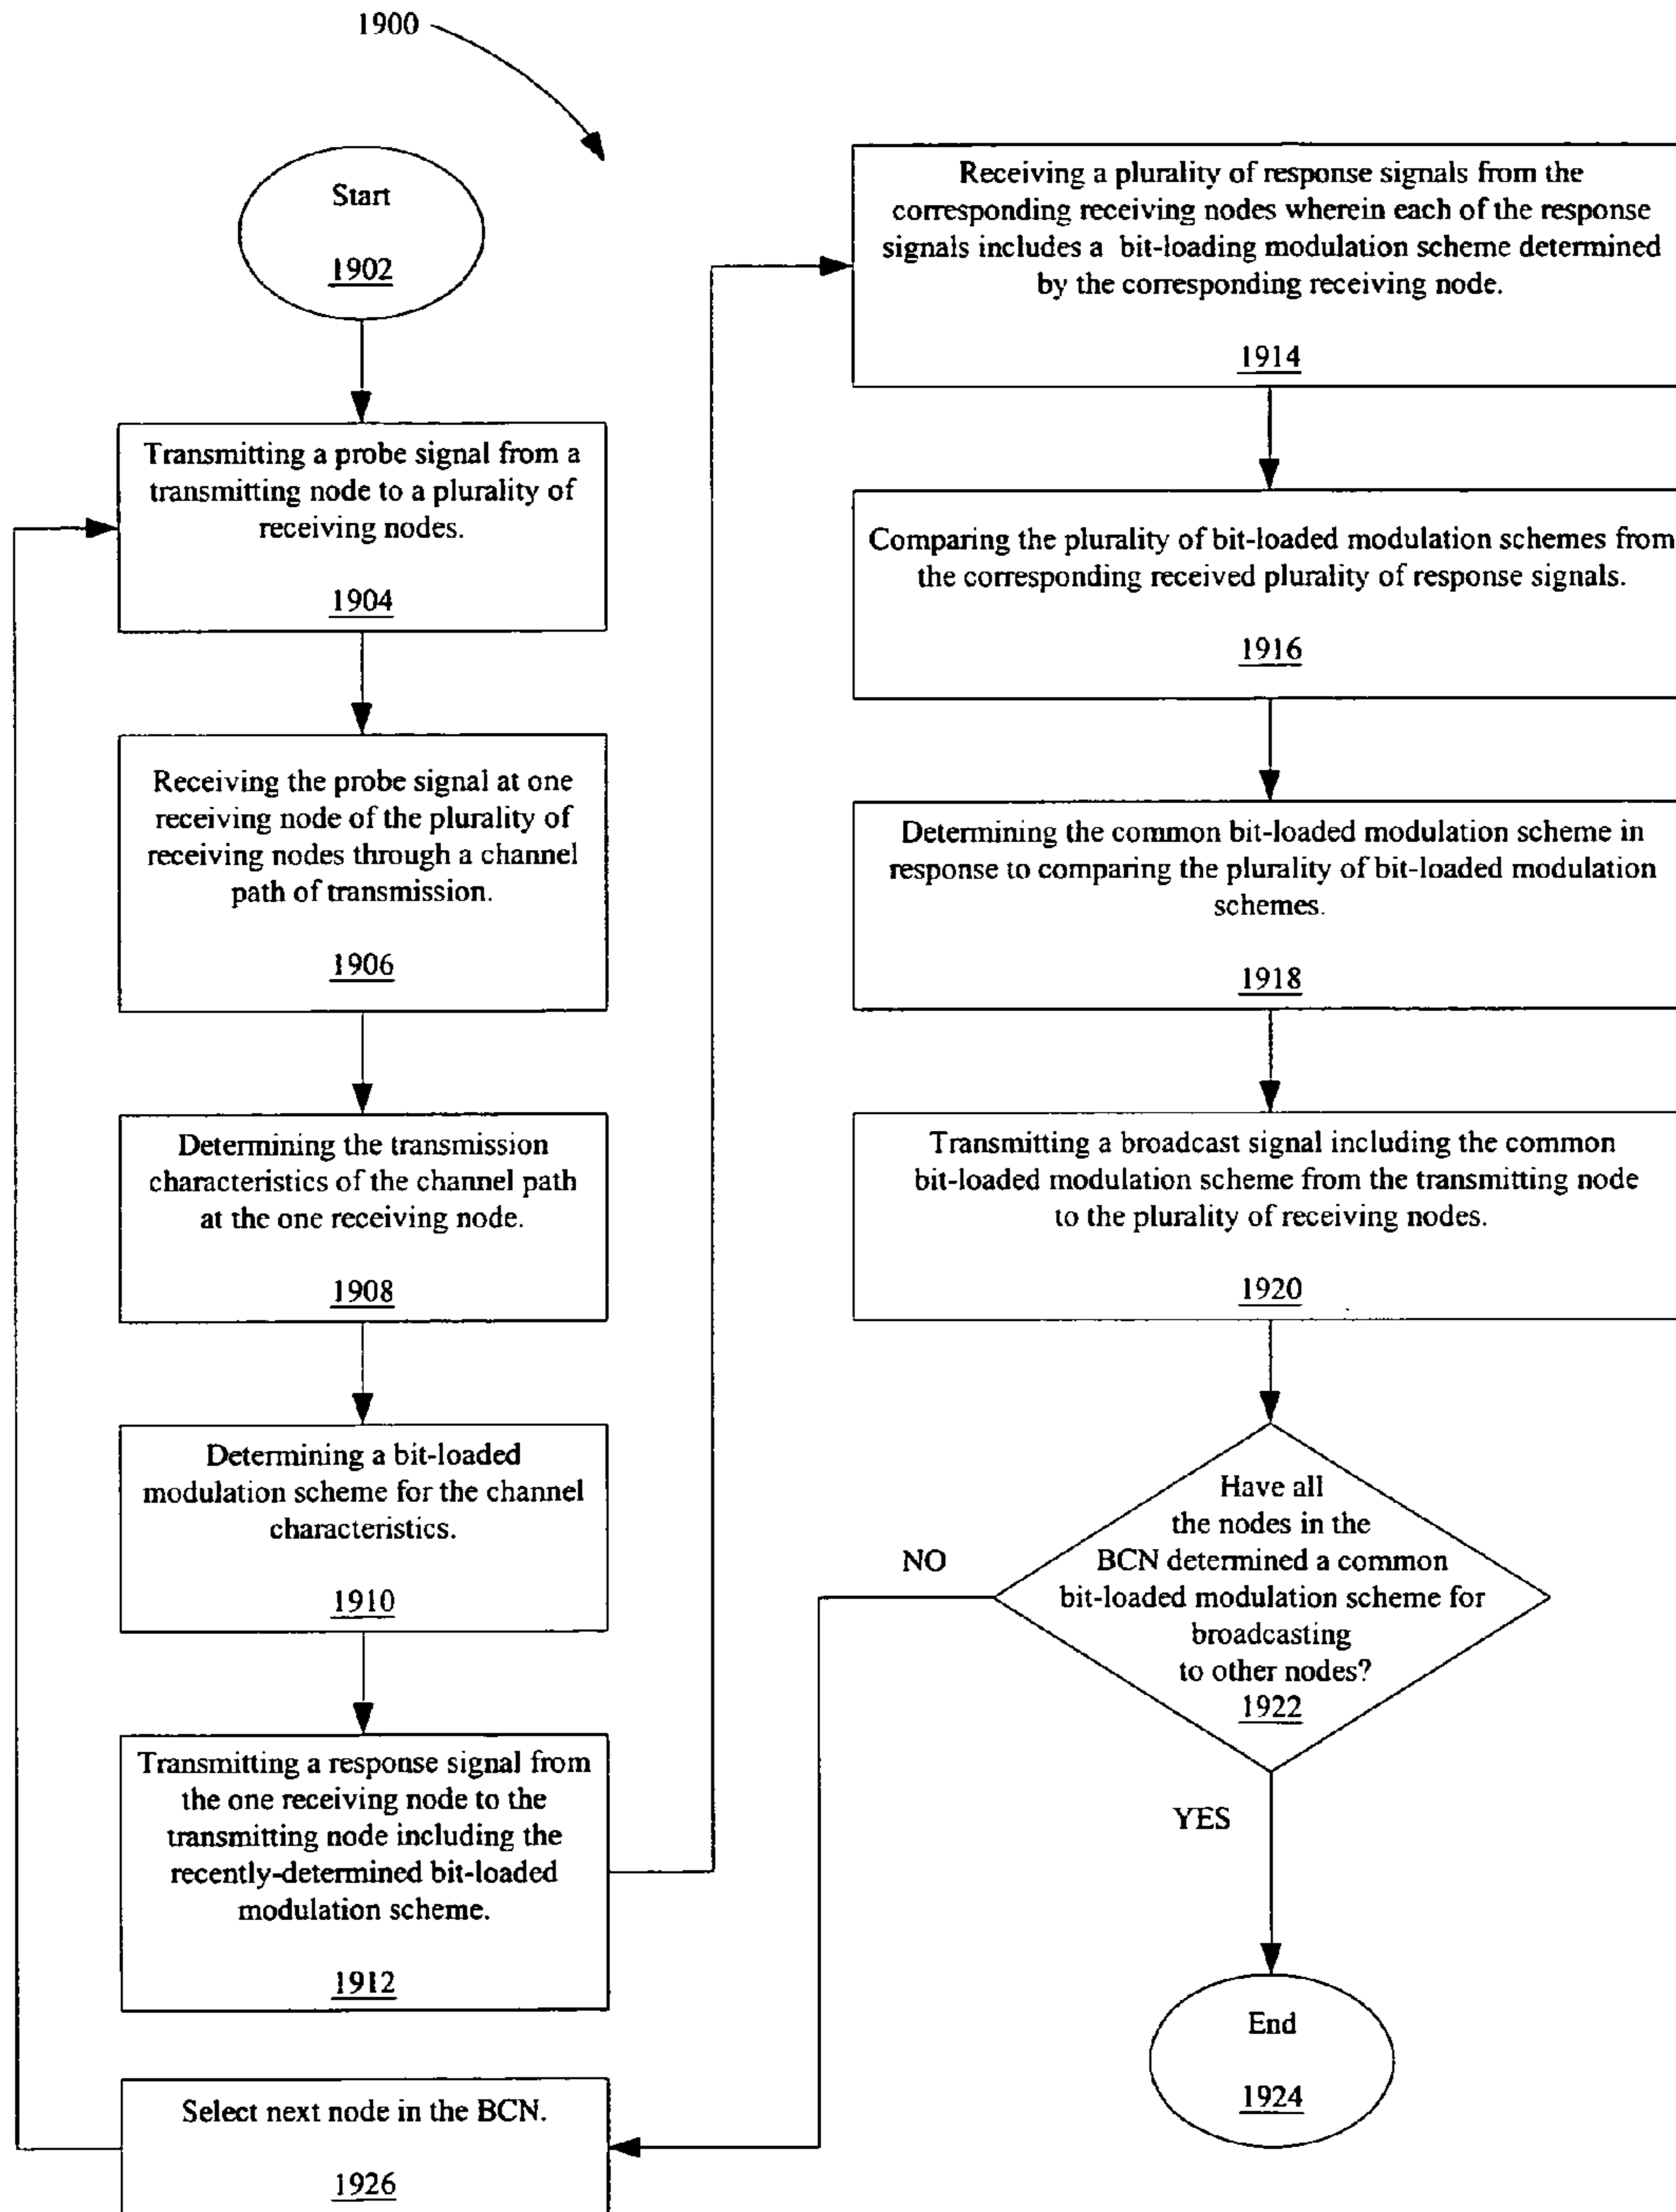 1900
Start
1902
Transmitting a probe signal from a
transmitting node to a plurality of
receiving nodes.
1904
Receiving the probe signal at one
receiving node of the plurality of
receiving nodes through a channel
path of transmission.
1906
Determining the transmission
characteristics of the channel path
at the one receiving node.
1908
Determining a bit-loaded
modulation scheme for the channel
characteristics.
1910
Transmitting a response signal from
the one receiving node to the
transmitting node including the
recently-determined bit-loaded
modulation scheme.
1912
Receiving a plurality of response signals from the
corresponding receiving nodes wherein each of the response
signals includes a bit-loading modulation scheme determined
by the corresponding receiving node.
1914
Comparing the plurality of bit-loaded modulation schemes from
the corresponding received plurality of response signals.
1916
Determining the common bit-loaded modulation scheme in
response to comparing the plurality of bit-loaded modulation
schemes.
1918
Transmitting a broadcast signal including the common
bit-loaded modulation scheme from the transmitting node
to the plurality of receiving nodes.
1920
Have all
the nodes in the
BCN determined a common
bit-loaded modulation scheme for
broadcasting
to other nodes?
1922
NO
YES
End
1924
Select next node in the BCN.
1926